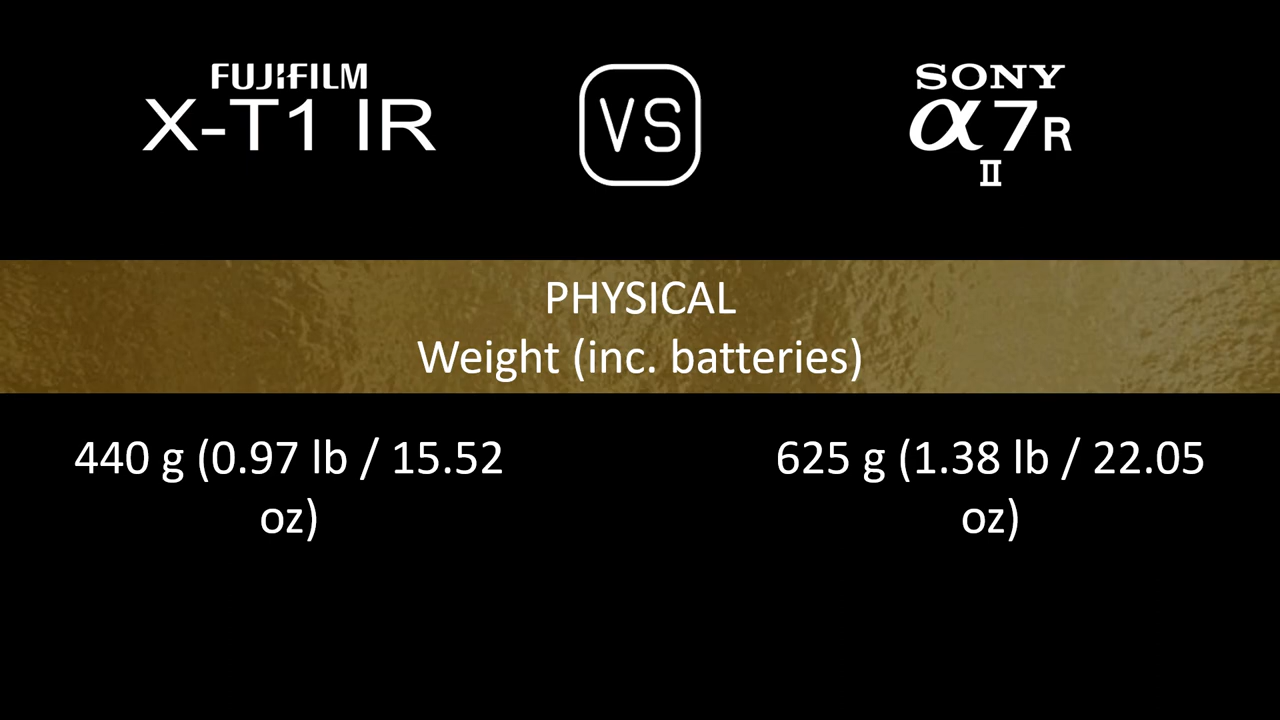 FUJIFILM
X-T1 IR
VS
SONY
α7R
II
PHYSICAL
Weight (inc. batteries)
440 g (0.97 lb / 15.52
oz)
625 g (1.38 lb / 22.05
oz)